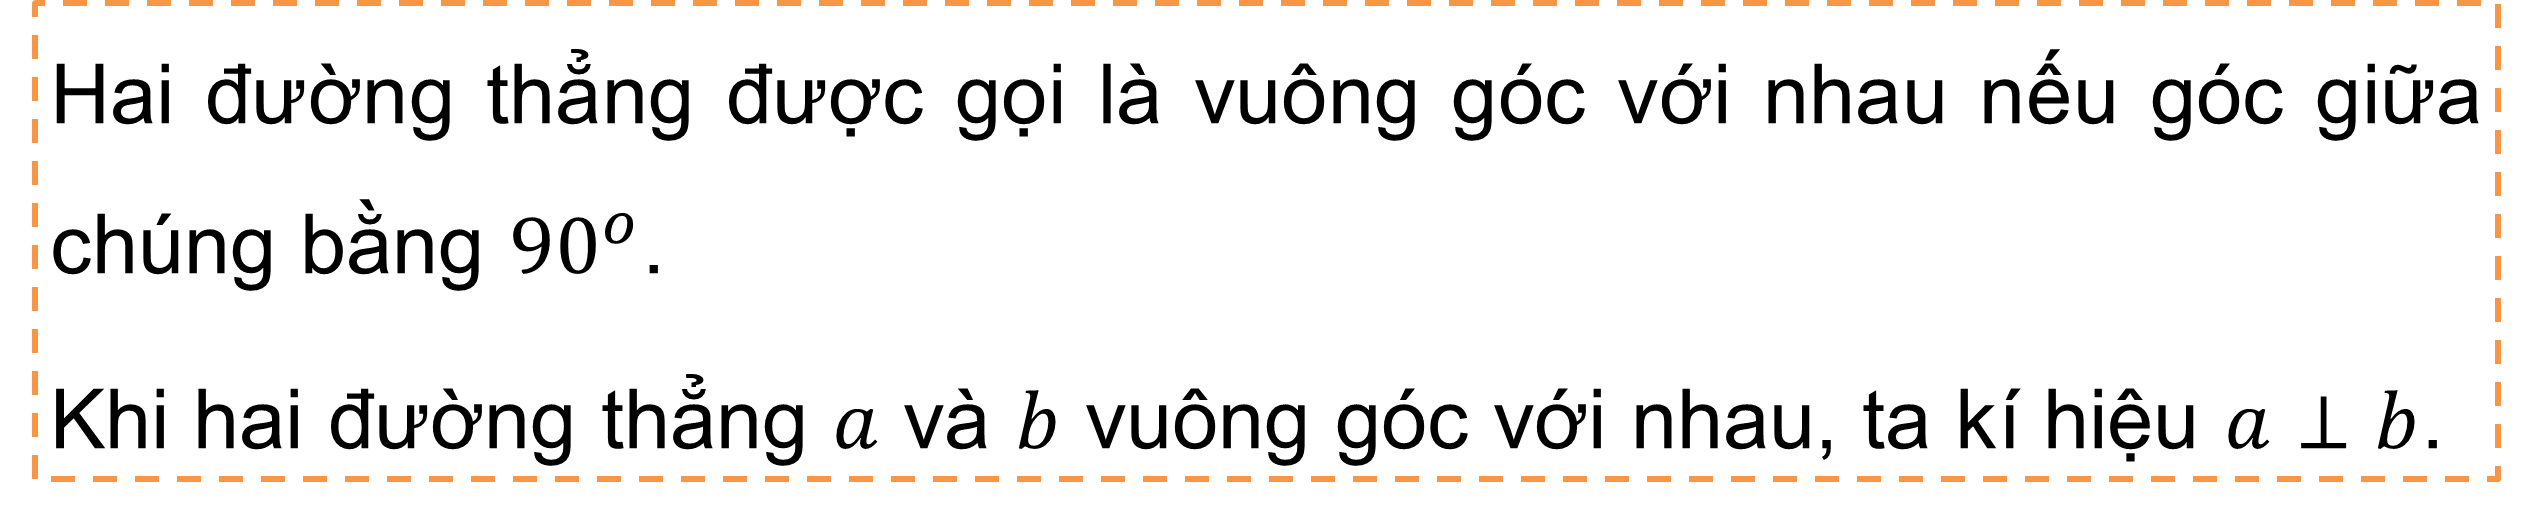 Hai đường thẳng được gọi là vuông góc với nhau nếu góc giữa
chúng bằng 90ᵒ.
Khi hai đường thẳng a và b vuông góc với nhau, ta kí hiệu a ⊥ b.